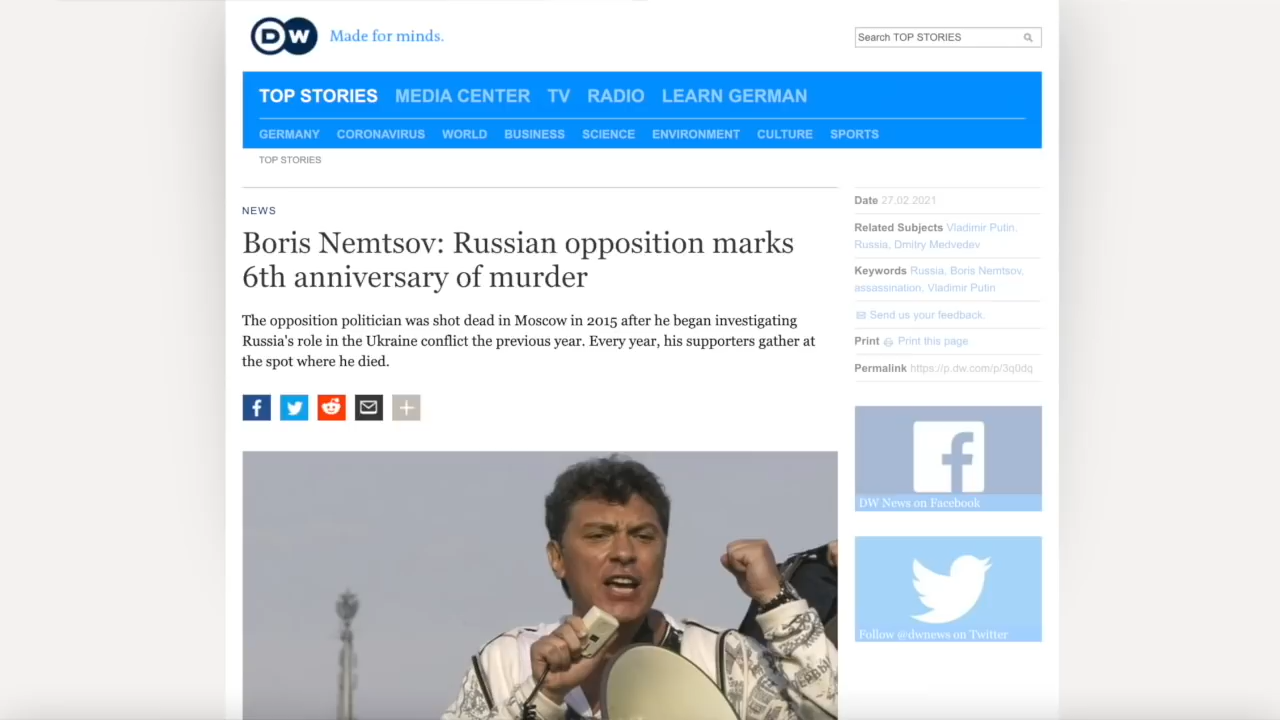 DW Made for minds.
Search TOP STORIES
TOP STORIES MEDIA CENTER TV RADIO LEARN GERMAN
GERMANY CORONAVIRUS WORLD BUSINESS SCIENCE ENVIRONMENT CULTURE SPORTS
TOP STORIES
NEWS
Boris Nemtsov: Russian opposition marks
6th anniversary of murder
The opposition politician was shot dead in Moscow in 2015 after he began investigating
Russia's role in the Ukraine conflict the previous year. Every year, his supporters gather at
the spot where he died.
Date 27.02.2021
Related Subjects Vladimir Putin,
Russia, Dmitry Medvedev
Keywords Russia, Boris Nemtsov,
assassination, Vladimir Putin
Send us your feedback.
Print Print this page
Permalink https://p.dw.com/p/3q0dq
DW News on Facebook
Follow @dwnews on Twitter